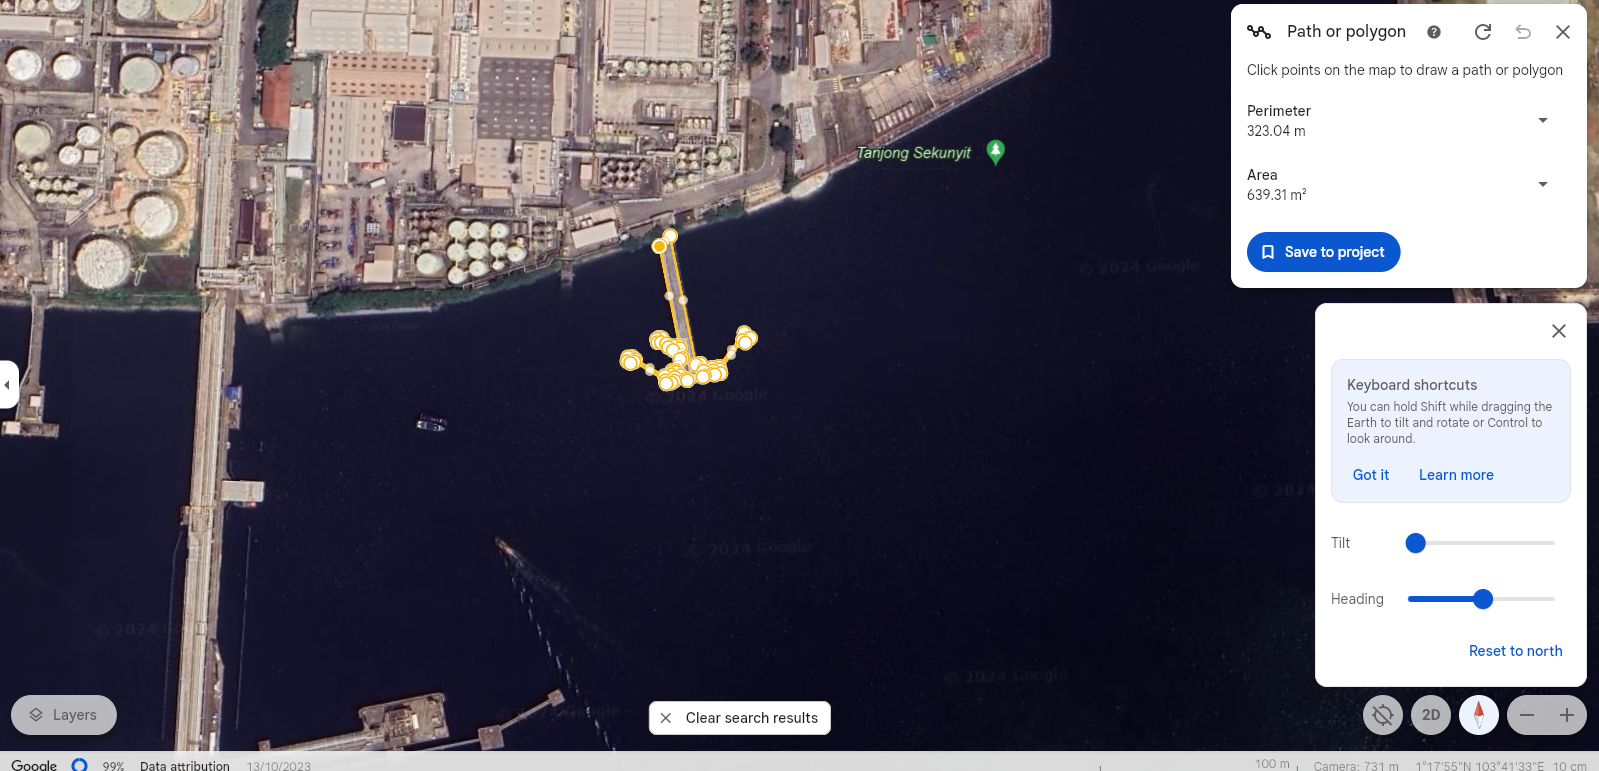 Path or polygon
Click points on the map to draw a path or polygon
Perimeter
323.04 m
Area
639.31 m²
Save to project
Tanjong Sekunyit
© 2024 Google
© 2024 Google
© 2024 Google
Keyboard shortcuts
You can hold Shift while dragging the
Earth to tilt and rotate or Control to
look around.
Got it
Learn more
© 2024
© 2024 Google
Tilt
Heading
© 2024
Reset to north
© 2024 Google
Layers
Clear search results
2D
Google
99%
Data attribution
13/10/2023
100 m
Camera: 731 m
1°17'55"N 103°41'33"E
10 cm